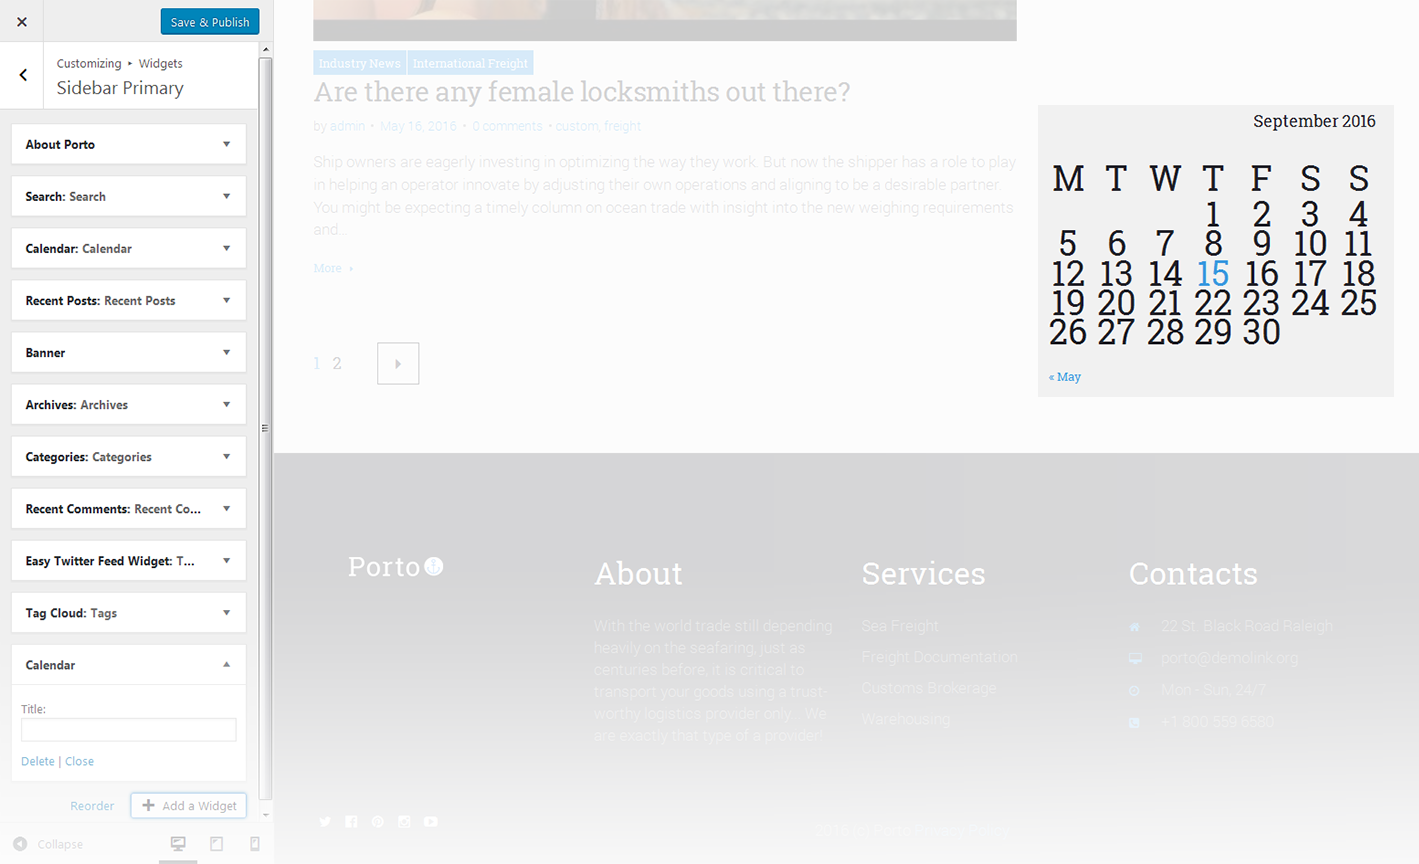 Save & Publish
Customizing ▸ Widgets
Sidebar Primary
About Porto
Search: Search
Calendar: Calendar
Recent Posts: Recent Posts
Banner
Archives: Archives
Categories: Categories
Recent Comments: Recent Co...
Easy Twitter Feed Widget: T...
Tag Cloud: Tags
Calendar
Title:
Delete | Close
Reorder
Add a Widget
Collapse
Industry News International Freight
Are there any female locksmiths out there?
by admin • May 16, 2016 • 0 comments • custom, freight
Ship owners are eagerly investing in optimizing the way they work. But now the shipper has a role to play
in helping an operator innovate by adjusting their own operations and aligning to be a desirable partner.
You might be expecting a timely column on ocean trade with insight into the new weighing requirements
and..
More
1 2
September 2016
M T W T F S S
1 2 3 4
5 6 7 8 9 10 11
12 13 14 15 16 17 18
19 20 21 22 23 24 25
26 27 28 29 30
« May
Porto
About
With the world trade still depending
heavily on the seafaring, just as
centuries before, it is critical to
transport your goods using a trust-
worthy logistics provider only... We
are exactly that type of a provider!
Services
Sea Freight
Freight Documentation
Customs Brokerage
Warehousing
Contacts
22 St. Black Road Raleigh
porto@demolink.org
Mon - Sun, 24/7
+1 800 559 6580